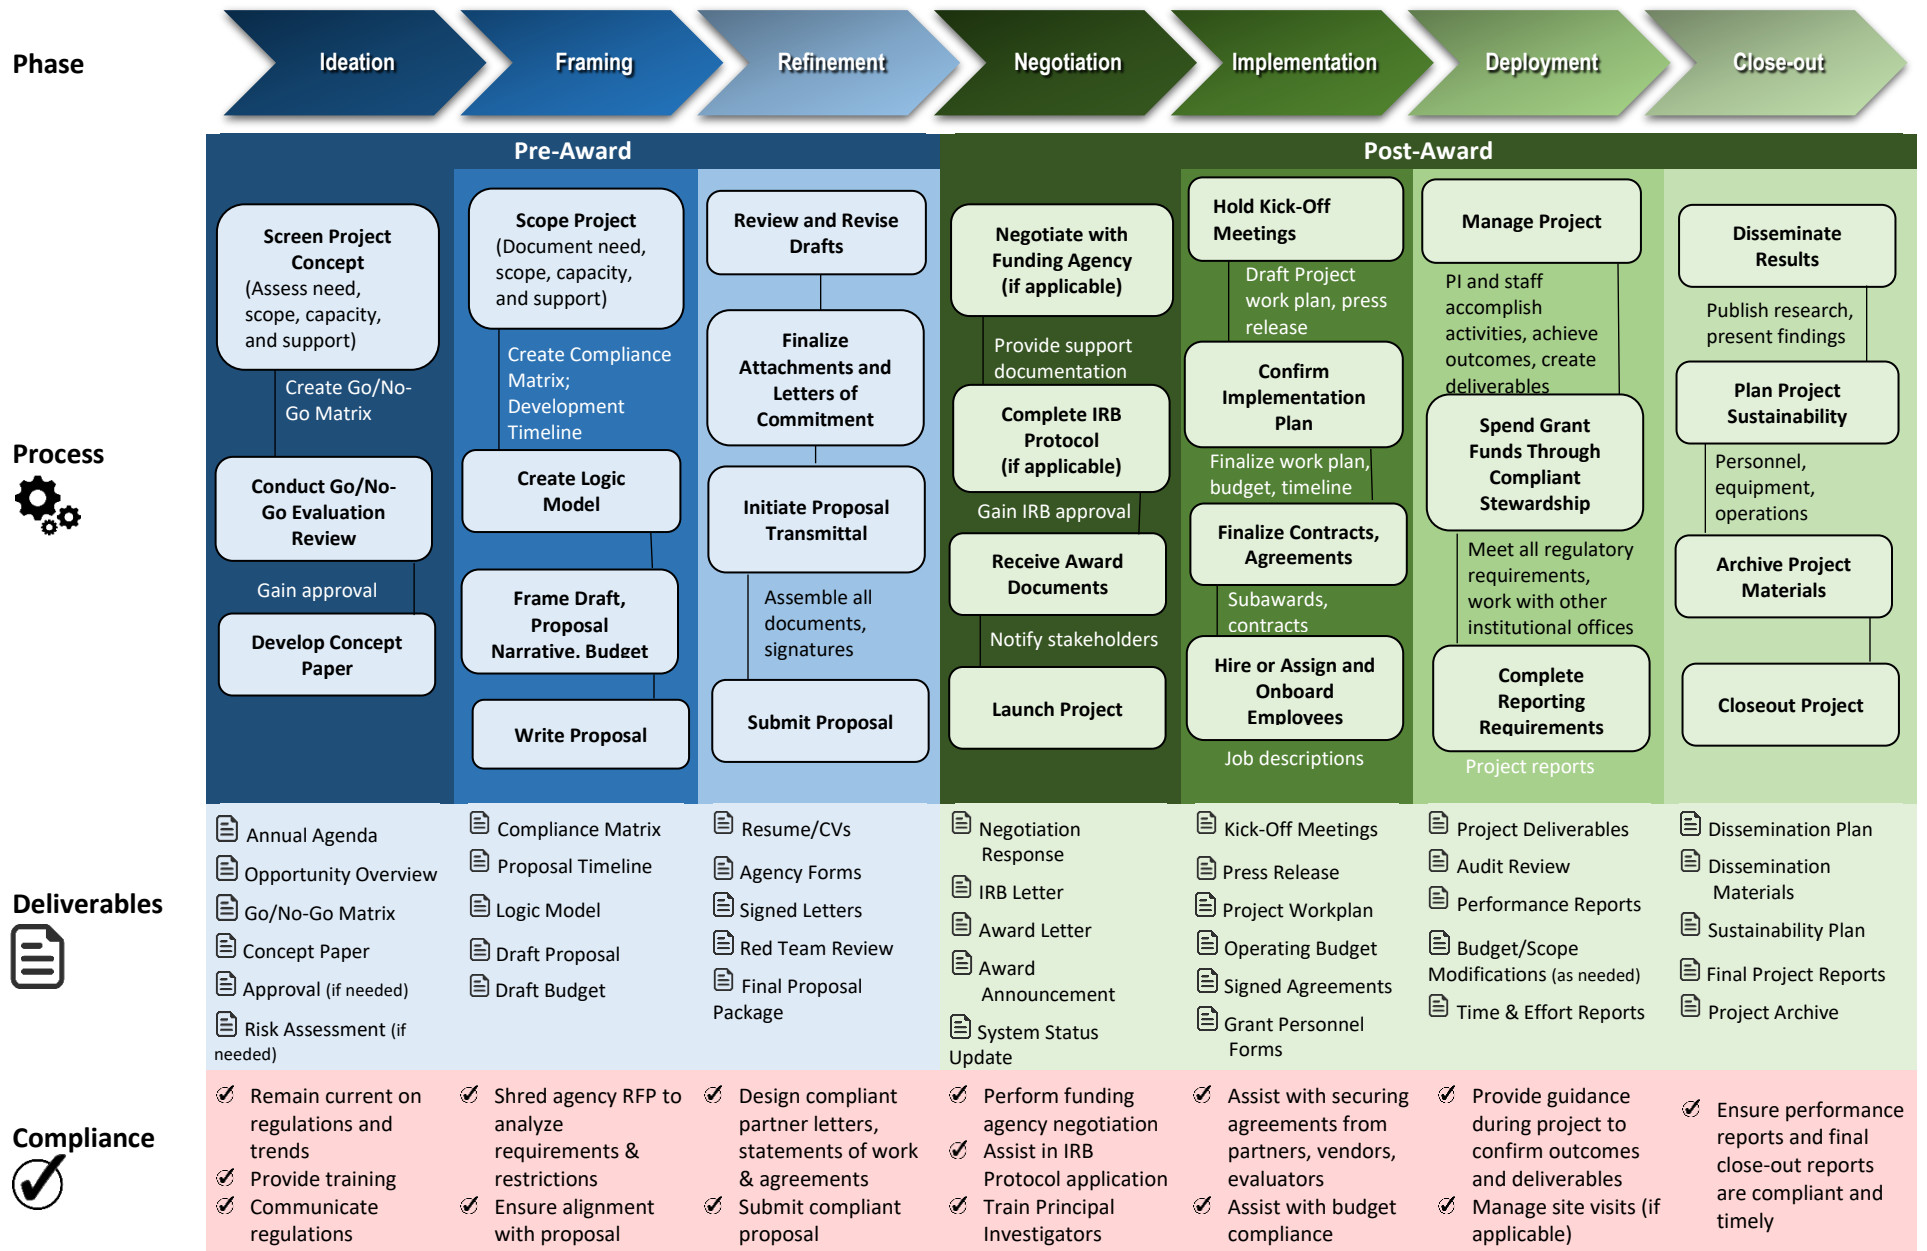 Phase
Ideation
Framing
Refinement
Negotiation
Implementation
Deployment
Close-out
Pre-Award
Post-Award
Process
Screen Project
Concept
(Assess need,
scope, capacity,
and support)
Create Go/No-
Go Matrix
Conduct Go/No-
Go Evaluation
Review
Gain approval
Develop Concept
Paper
Scope Project
(Document need,
scope, capacity,
and support)
Create Compliance
Matrix;
Development
Timeline
Create Logic
Model
Frame Draft,
Proposal
Narrative, Budget
Write Proposal
Review and Revise
Drafts
Finalize
Attachments and
Letters of
Commitment
Initiate Proposal
Transmittal
Assemble all
documents,
signatures
Submit Proposal
Negotiate with
Funding Agency
(if applicable)
Provide support
documentation
Complete IRB
Protocol
(if applicable)
Gain IRB approval
Receive Award
Documents
Notify stakeholders
Launch Project
Hold Kick-Off
Meetings
Draft Project
work plan, press
release
Confirm
Implementation
Plan
Finalize work plan,
budget, timeline
Finalize Contracts,
Agreements
Subawards,
contracts
Hire or Assign and
Onboard
Employees
Job descriptions
Manage Project
PI and staff
accomplish
activities, achieve
outcomes, create
deliverables
Spend Grant
Funds Through
Compliant
Stewardship
Meet all regulatory
requirements,
work with other
institutional offices
Complete
Reporting
Requirements
Project reports
Disseminate
Results
Publish research,
present findings
Plan Project
Sustainability
Personnel,
equipment,
operations
Archive Project
Materials
Closeout Project
Deliverables
Annual Agenda
Opportunity Overview
Go/No-Go Matrix
Concept Paper
Approval (if needed)
Risk Assessment (if
needed)
Compliance Matrix
Proposal Timeline
Logic Model
Draft Proposal
Draft Budget
Resume/CVs
Agency Forms
Signed Letters
Red Team Review
Final Proposal
Package
Negotiation
Response
IRB Letter
Award Letter
Award
Announcement
System Status
Update
Kick-Off Meetings
Press Release
Project Workplan
Operating Budget
Signed Agreements
Grant Personnel
Forms
Project Deliverables
Audit Review
Performance Reports
Budget/Scope
Modifications (as needed)
Time & Effort Reports
Dissemination Plan
Dissemination
Materials
Sustainability Plan
Final Project Reports
Project Archive
Compliance
Remain current on
regulations and
trends
Provide training
Communicate
regulations
Shred agency RFP to
analyze
requirements &
restrictions
Ensure alignment
with proposal
Design compliant
partner letters,
statements of work
& agreements
Submit compliant
proposal
Perform funding
agency negotiation
Assist in IRB
Protocol application
Train Principal
Investigators
Assist with securing
agreements from
partners, vendors,
evaluators
Assist with budget
compliance
Provide guidance
during project to
confirm outcomes
and deliverables
Manage site visits (if
applicable)
Ensure performance
reports and final
close-out reports
are compliant and
timely